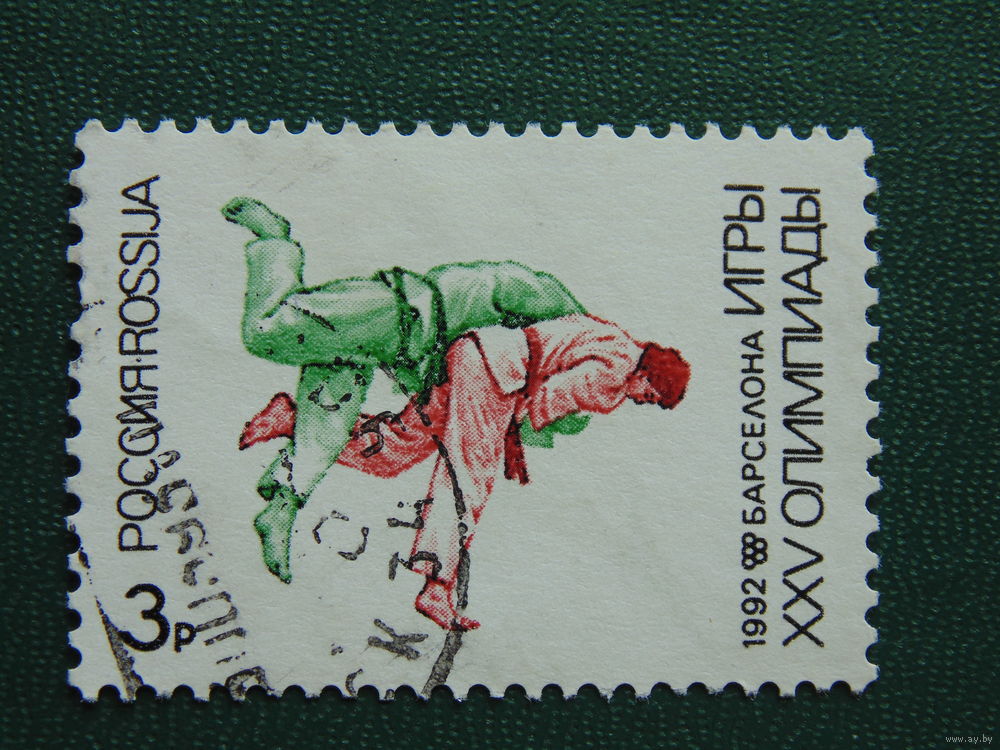 РОССИЯ·ROSSIJA
3р
1992 БАРСЕЛОНА ИГРЫ
XXV ОЛИМПИАДЫ
www.ay.by